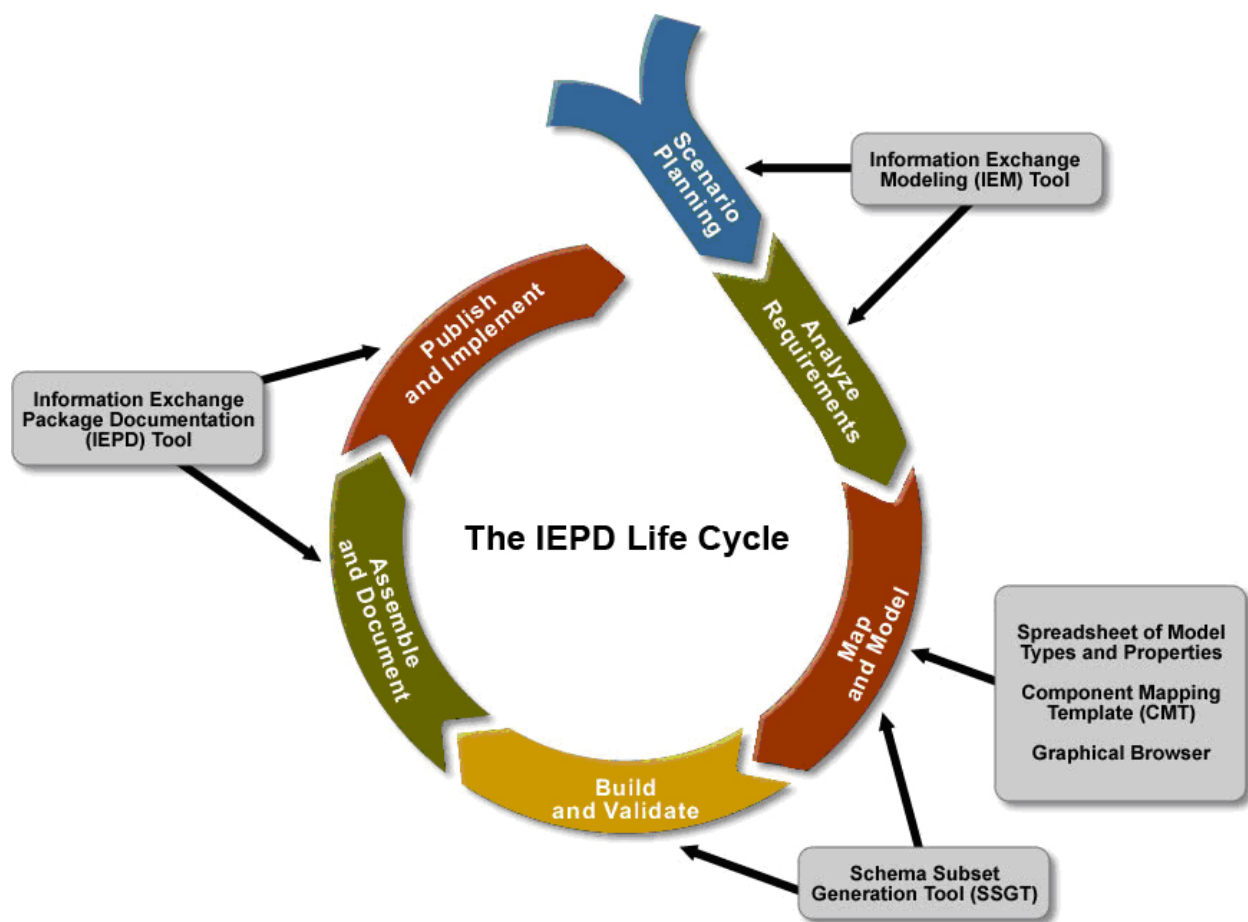 Scenario
Planning
Information Exchange
Modeling (IEM) Tool
Analyze
Requirements
Publish
and Implement
Information Exchange
Package Documentation
(IEPD) Tool
The IEPD Life Cycle
Assemble
and Document
Map
and Model
Spreadsheet of Model
Types and Properties
Component Mapping
Template (CMT)
Graphical Browser
Build
and Validate
Schema Subset
Generation Tool (SSGT)